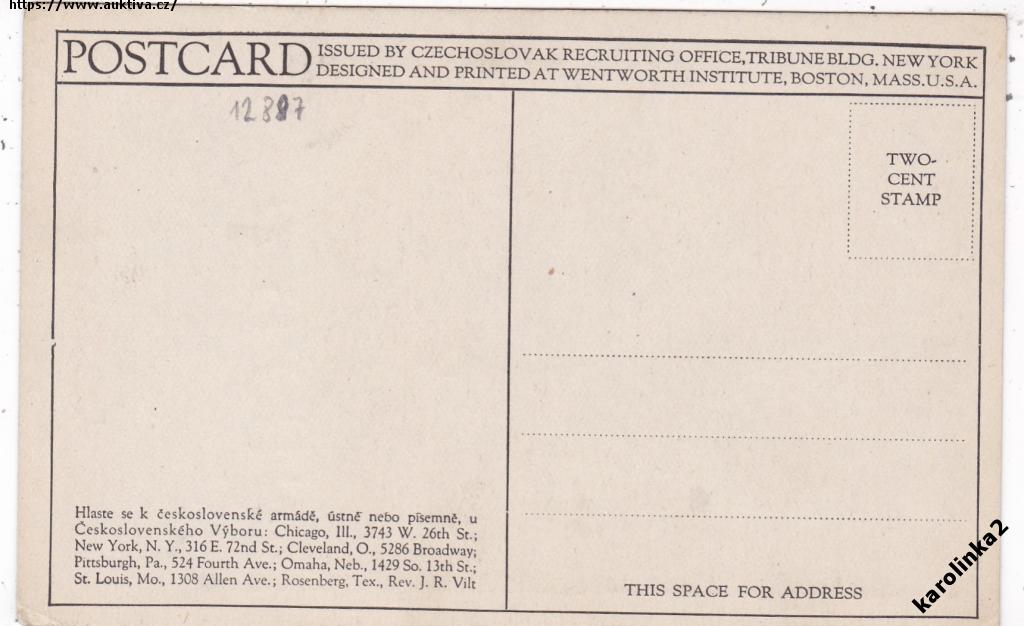 https://www.auktiva.cz/
POSTCARD
ISSUED BY CZECHOSLOVAK RECRUITING OFFICE, TRIBUNE BLDG. NEW YORK
DESIGNED AND PRINTED AT WENTWORTH INSTITUTE, BOSTON, MASS. U.S.A.
12887
TWO-
CENT
STAMP
Hlaste se k československé armádě, ústně nebo písemně, u
Československého Výboru: Chicago, Ill., 3743 W. 26th St.;
New York, N. Y., 316 E. 72nd St.; Cleveland, O., 5286 Broadway;
Pittsburgh, Pa., 524 Fourth Ave.; Omaha, Neb., 1429 So. 13th St.;
St. Louis, Mo., 1308 Allen Ave.; Rosenberg, Tex., Rev. J. R. Vilt
THIS SPACE FOR ADDRESS
karolinka2